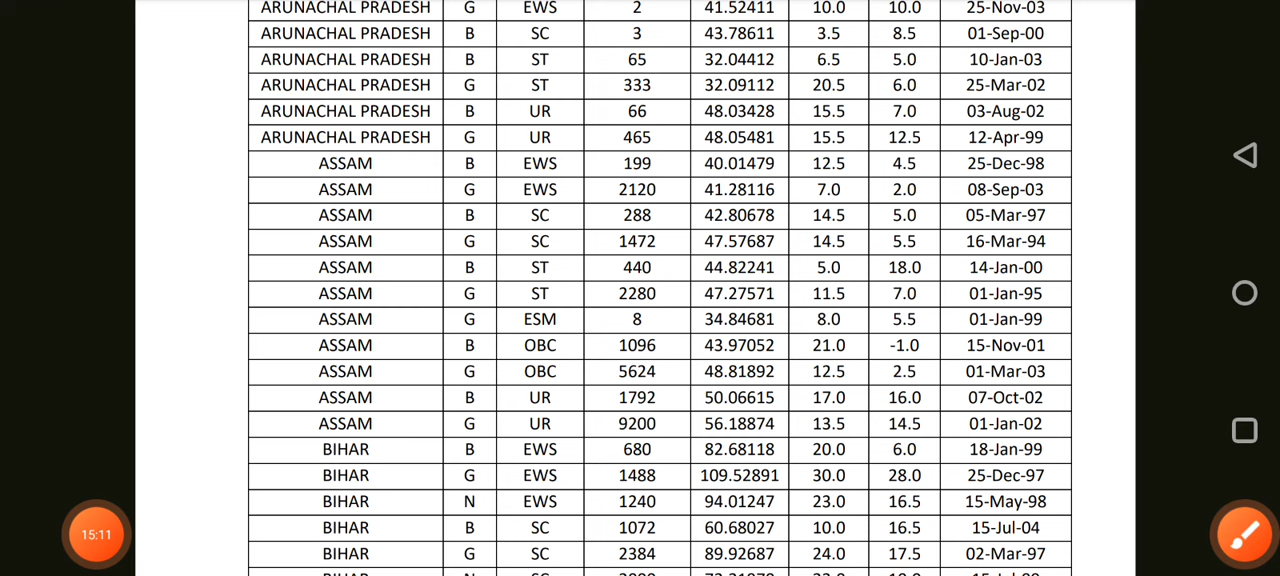 ARUNACHAL PRADESH G EWS 2 41.52411 10.0 10.0 25-Nov-03
ARUNACHAL PRADESH B SC 3 43.78611 3.5 8.5 01-Sep-00
ARUNACHAL PRADESH B ST 65 32.04412 6.5 5.0 10-Jan-03
ARUNACHAL PRADESH G ST 333 32.09112 20.5 6.0 25-Mar-02
ARUNACHAL PRADESH B UR 66 48.03428 15.5 7.0 03-Aug-02
ARUNACHAL PRADESH G UR 465 48.05481 15.5 12.5 12-Apr-99
ASSAM B EWS 199 40.01479 12.5 4.5 25-Dec-98
ASSAM G EWS 2120 41.28116 7.0 2.0 08-Sep-03
ASSAM B SC 288 42.80678 14.5 5.0 05-Mar-97
ASSAM G SC 1472 47.57687 14.5 5.5 16-Mar-94
ASSAM B ST 440 44.82241 5.0 18.0 14-Jan-00
ASSAM G ST 2280 47.27571 11.5 7.0 01-Jan-95
ASSAM G ESM 8 34.84681 8.0 5.5 01-Jan-99
ASSAM B OBC 1096 43.97052 21.0 -1.0 15-Nov-01
ASSAM G OBC 5624 48.81892 12.5 2.5 01-Mar-03
ASSAM B UR 1792 50.06615 17.0 16.0 07-Oct-02
ASSAM G UR 9200 56.18874 13.5 14.5 01-Jan-02
BIHAR B EWS 680 82.68118 20.0 6.0 18-Jan-99
BIHAR G EWS 1488 109.52891 30.0 28.0 25-Dec-97
BIHAR N EWS 1240 94.01247 23.0 16.5 15-May-98
BIHAR B SC 1072 60.68027 10.0 16.5 15-Jul-04
BIHAR G SC 2384 89.92687 24.0 17.5 02-Mar-97
BIHAR N SC
15:11